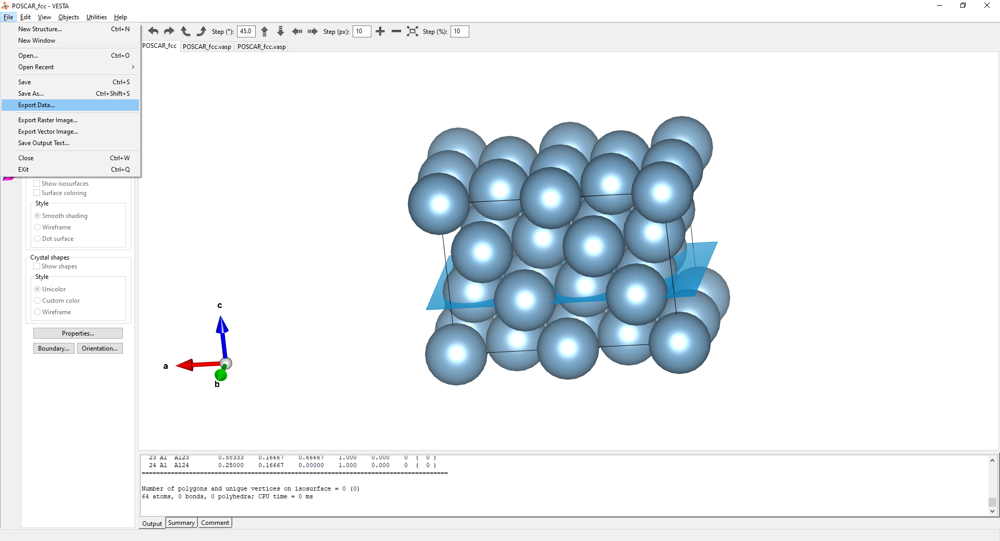 POSCAR_fcc - VESTA
File Edit View Objects Utilities Help
New Structure... Ctrl+N
New Window
Open... Ctrl+O
Open Recent
Save Ctrl+S
Save As... Ctrl+Shift+S
Export Data...
Export Raster Image...
Export Vector Image...
Save Output Text...
Close Ctrl+W
EXit Ctrl+Q
Step (°): 45.0 Step (px): 10 Step (%): 10
POSCAR_fcc POSCAR_fcc.vasp POSCAR_fcc.vasp
Show isosurfaces
Surface coloring
Style
Smooth shading
Wireframe
Dot surface
Crystal shapes
Show shapes
Style
Unicolor
Custom color
Wireframe
Properties...
Boundary... Orientation...
c
a
b
23 Al Al23 0.58333 0.16667 0.66667 1.000 0.000 0 ( 0 )
24 Al Al24 0.25000 0.16667 0.00000 1.000 0.000 0 ( 0 )
====================================================================================
Number of polygons and unique vertices on isosurface = 0 (0)
64 atoms, 0 bonds, 0 polyhedra; CPU time = 0 ms
Output Summary Comment